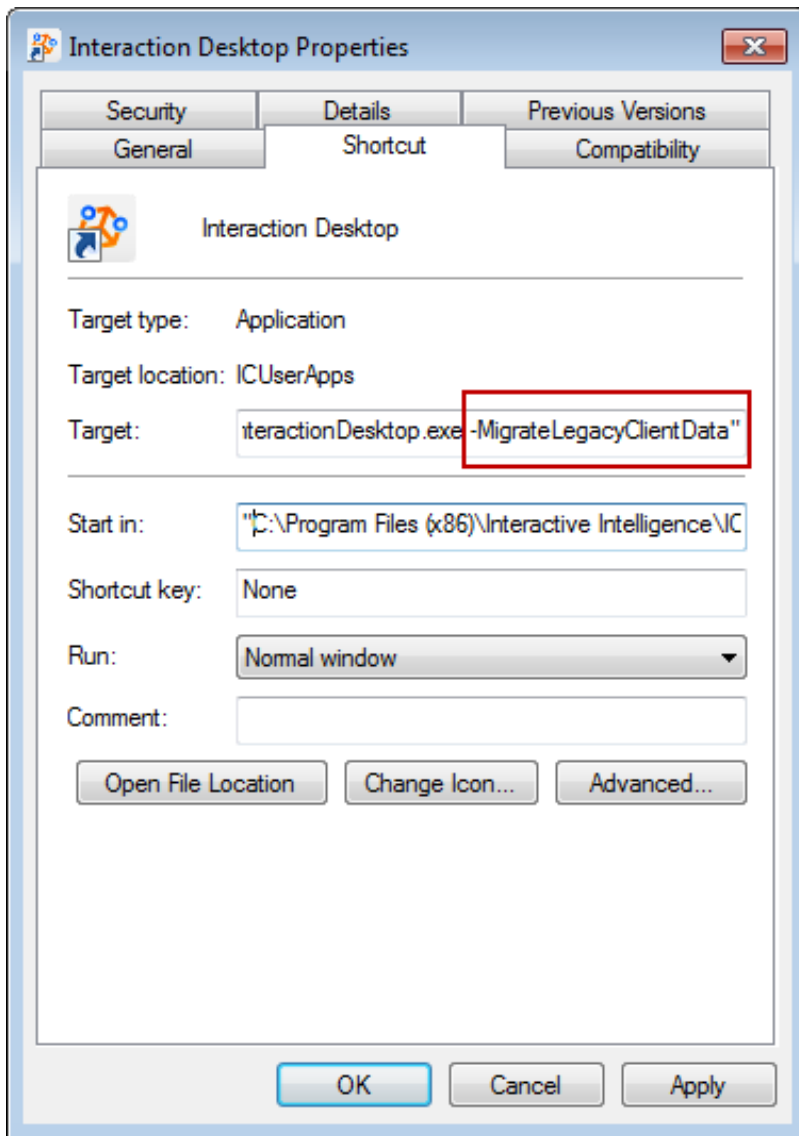 Interaction Desktop Properties
Security Details Previous Versions
General Shortcut Compatibility
Interaction Desktop
Target type: Application
Target location: ICUserApps
Target: nteractionDesktop.exe -MigrateLegacyClientData"
Start in: "C:\Program Files (x86)\Interactive Intelligence\IC
Shortcut key: None
Run: Normal window
Comment:
Open File Location Change Icon... Advanced...
OK Cancel Apply